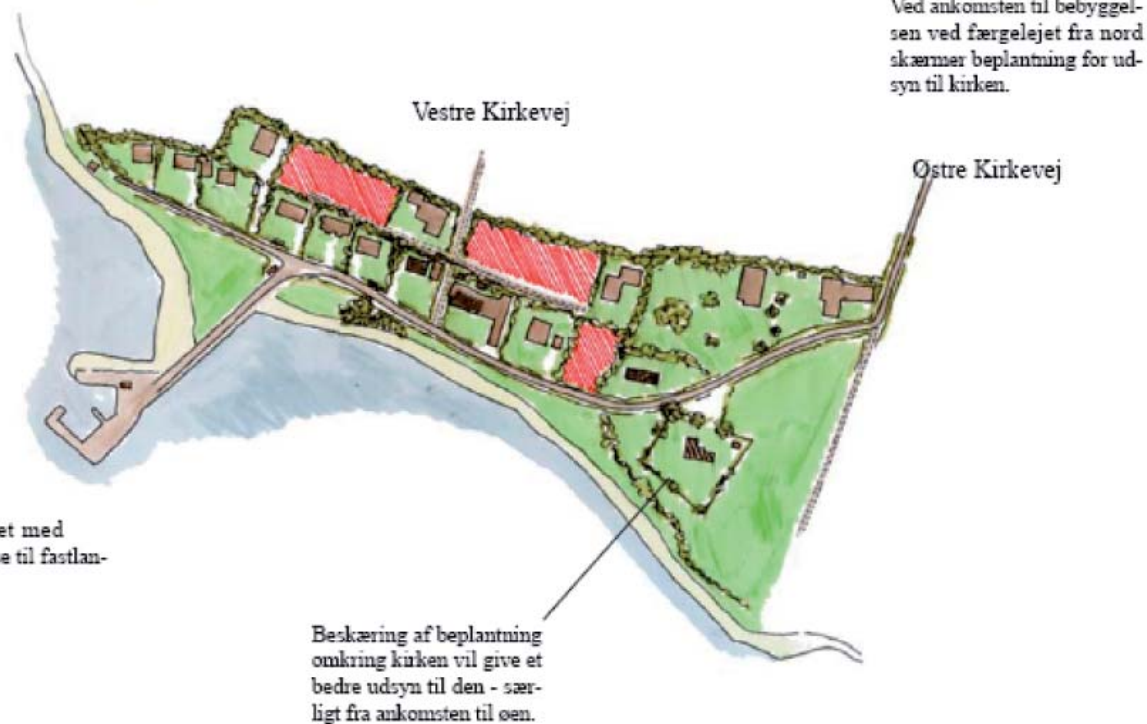 Ved ankomsten til bebyggel-
sen ved færgelejet fra nord
skærmer beplantning for ud-
syn til kirken.
Vestre Kirkevej
Østre Kirkevej
et med
e til fastlan-
Beskæring af beplantning
omkring kirken vil give et
bedre udsyn til den - sær-
ligt fra ankomsten til øen.